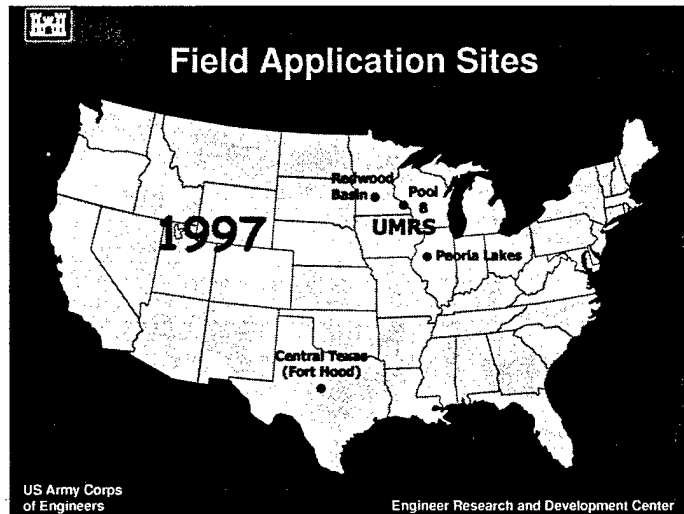 Field Application Sites
Redwood
Basin
Pool
8
1997
UMRS
Peoria Lakes
Central Texas
(Fort Hood)
US Army Corps
of Engineers
Engineer Research and Development Center